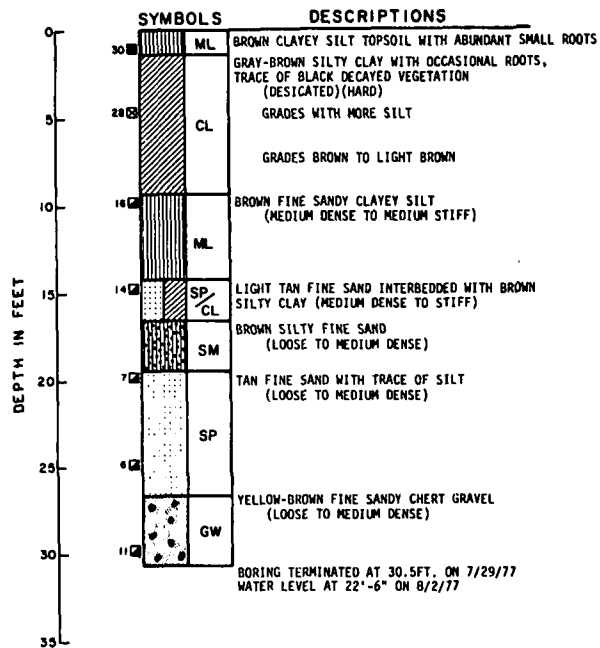 SYMBOLS DESCRIPTIONS
0
30 ML BROWN CLAYEY SILT TOPSOIL WITH ABUNDANT SMALL ROOTS
GRAY-BROWN SILTY CLAY WITH OCCASIONAL ROOTS,
TRACE OF BLACK DECAYED VEGETATION
(DESICATED)(HARD)
5 28 CL GRADES WITH MORE SILT
GRADES BROWN TO LIGHT BROWN
10 16 BROWN FINE SANDY CLAYEY SILT
(MEDIUM DENSE TO MEDIUM STIFF)
ML
15 14 SP/CL LIGHT TAN FINE SAND INTERBEDDED WITH BROWN
SILTY CLAY (MEDIUM DENSE TO STIFF)
BROWN SILTY FINE SAND
SM (LOOSE TO MEDIUM DENSE)
20 7 TAN FINE SAND WITH TRACE OF SILT
(LOOSE TO MEDIUM DENSE)
SP
25 6
YELLOW-BROWN FINE SANDY CHERT GRAVEL
(LOOSE TO MEDIUM DENSE)
GW
30 11
BORING TERMINATED AT 30.5FT. ON 7/29/77
WATER LEVEL AT 22'-6" ON 8/2/77
35
DEPTH IN FEET